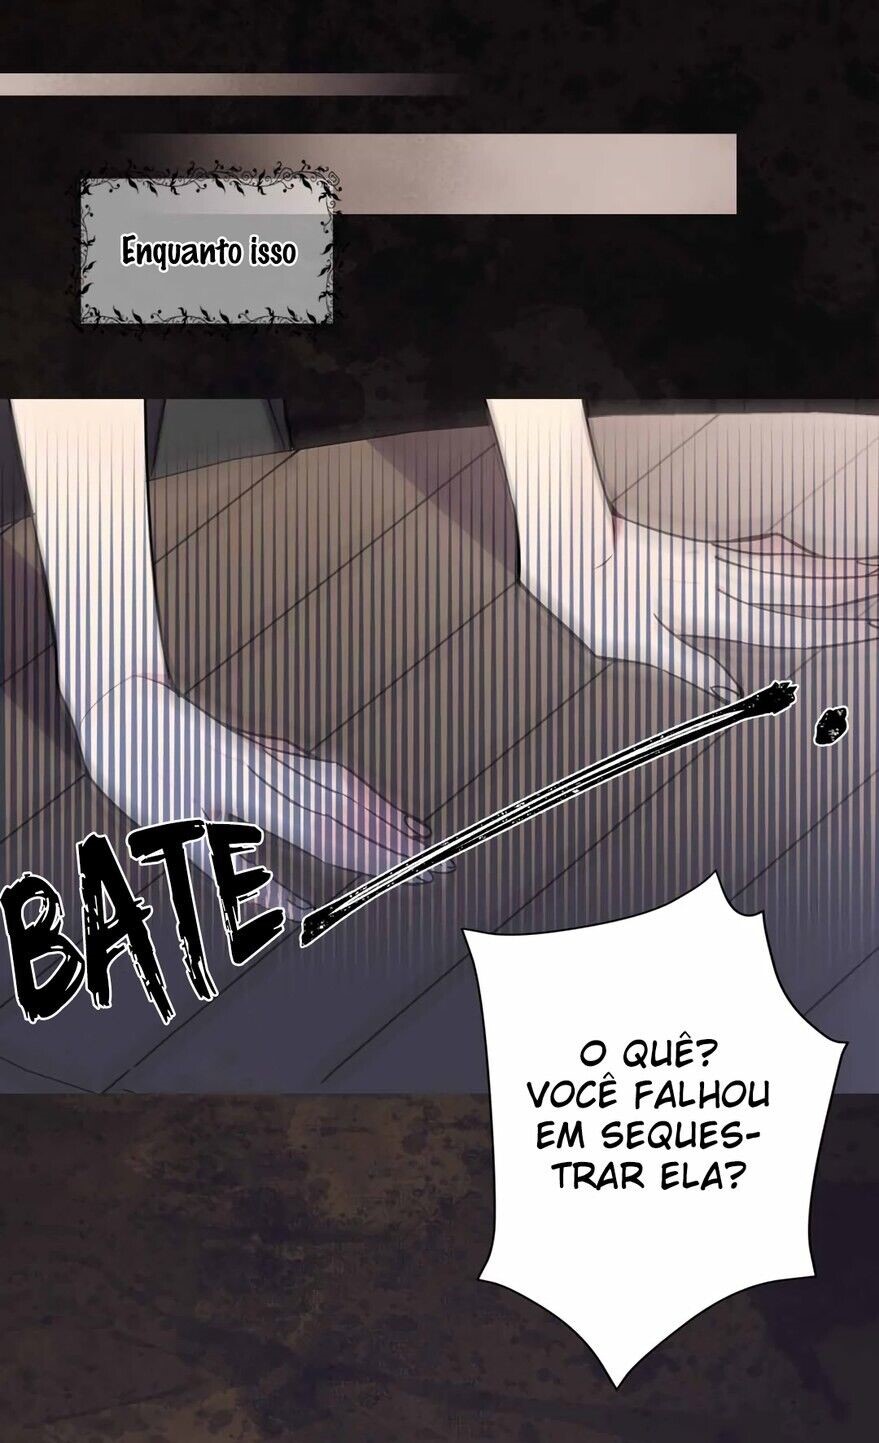 Enquanto isso
BATE
O QUÊ?
VOCÊ FALHOU
EM SEQUES-
TRAR ELA?